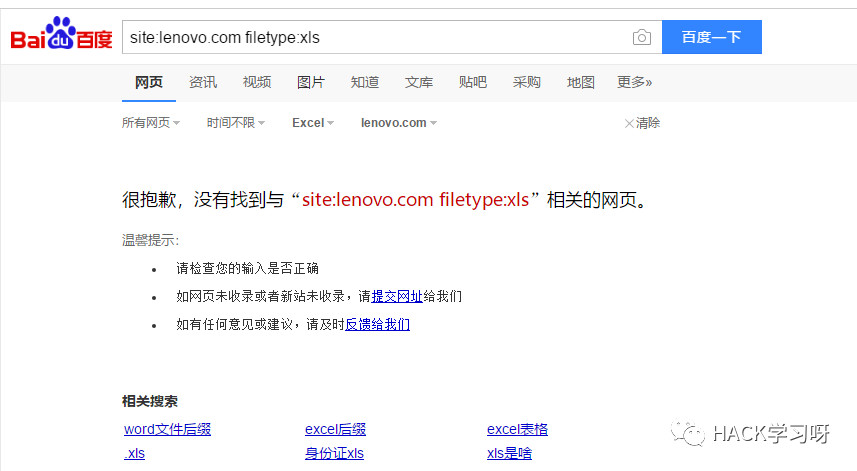 Bai du 百度
site:lenovo.com filetype:xls
百度一下
网页 资讯 视频 图片 知道 文库 贴吧 采购 地图 更多»
所有网页 时间不限 Excel lenovo.com ×清除
很抱歉，没有找到与“site:lenovo.com filetype:xls”相关的网页。
温馨提示：
• 请检查您的输入是否正确
• 如网页未收录或者新站未收录，请提交网址给我们
• 如有任何意见或建议，请及时反馈给我们
相关搜索
word文件后缀 excel后缀 excel表格
.xls 身份证xls xls是啥
HACK学习呀